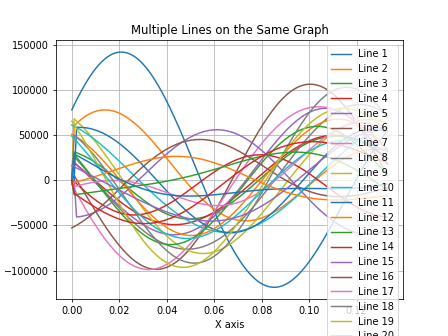 Multiple Lines on the Same Graph
150000
100000
50000
0
−50000
−100000
0.00
0.02
0.04
0.06
0.08
0.10
X axis
Line 1
Line 2
Line 3
Line 4
Line 5
Line 6
Line 7
Line 8
Line 9
Line 10
Line 11
Line 12
Line 13
Line 14
Line 15
Line 16
Line 17
Line 18
Line 19
Line 20